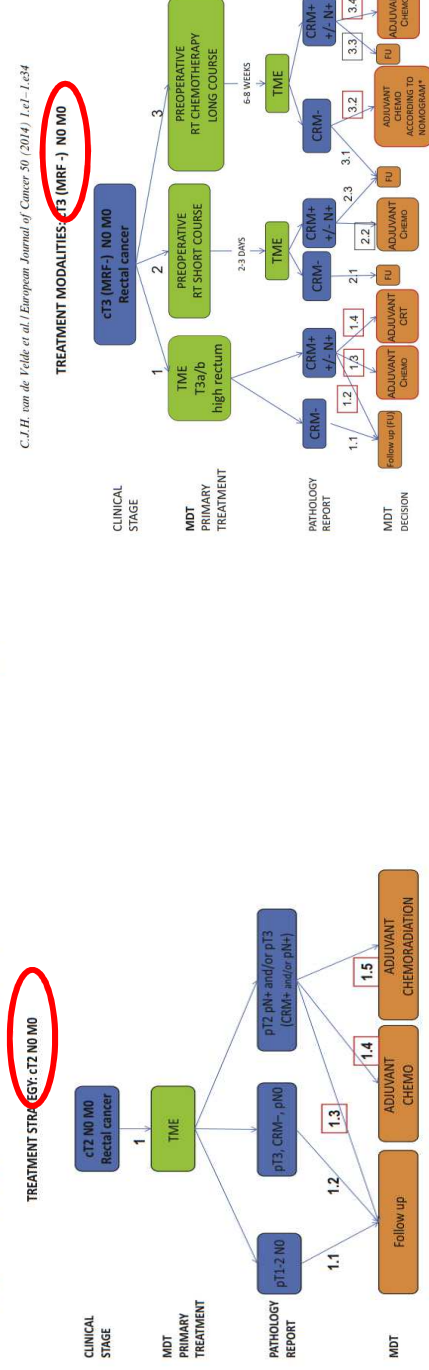 TREATMENT STRATEGY: cT2 N0 M0
CLINICAL
STAGE
cT2 N0 M0
Rectal cancer
1
MDT
PRIMARY
TREATMENT
TME
PATHOLOGY
REPORT
pT1-2 N0
pT3, CRM–, pN0
pT2 pN+ and/or pT3
(CRM+ and/or pN+)
1.1
1.2
1.3
1.4
1.5
MDT
Follow up
ADJUVANT
CHEMO
ADJUVANT
CHEMORADIATION
C.J.H. van de Velde et al. / European Journal of Cancer 50 (2014) 1.e1–1.e34
TREATMENT MODALITIES: cT3 (MRF -) N0 M0
CLINICAL
STAGE
cT3 (MRF-) N0 M0
Rectal cancer
1
2
3
MDT
PRIMARY
TREATMENT
TME
T3a/b
high rectum
PREOPERATIVE
RT SHORT COURSE
PREOPERATIVE
RT CHEMOTHERAPY
LONG COURSE
2-3 DAYS
6-8 WEEKS
TME
TME
PATHOLOGY
REPORT
CRM-
CRM+
+/- N+
CRM-
CRM+
+/- N+
CRM-
CRM+
+/- N+
1.1
1.2
1.3
1.4
2.1
2.2
2.3
3.1
3.2
3.3
3.4
MDT
DECISION
Follow up (FU)
ADJUVANT
CHEMO
ADJUVANT
CRT
FU
ADJUVANT
CHEMO
FU
ADJUVANT
CHEMO
ACCORDING TO
NOMOGRAM*
FU
ADJUVAN
CHEMO